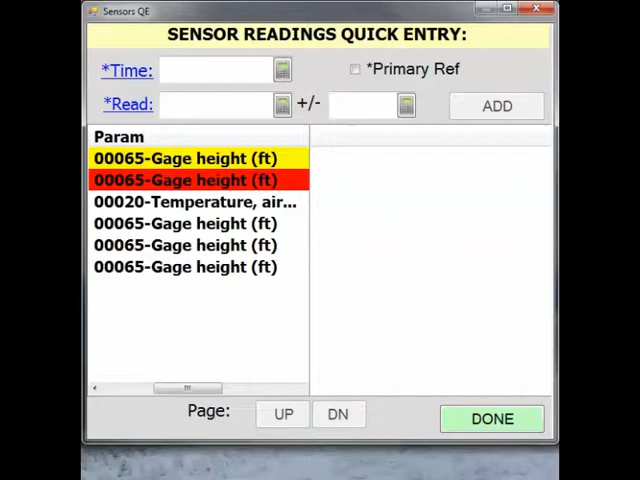 Sensors QE
SENSOR READINGS QUICK ENTRY:
*Time:
*Primary Ref
*Read:
+/-
ADD
Param
00065-Gage height (ft)
00065-Gage height (ft)
00020-Temperature, air...
00065-Gage height (ft)
00065-Gage height (ft)
00065-Gage height (ft)
Page:
UP
DN
DONE